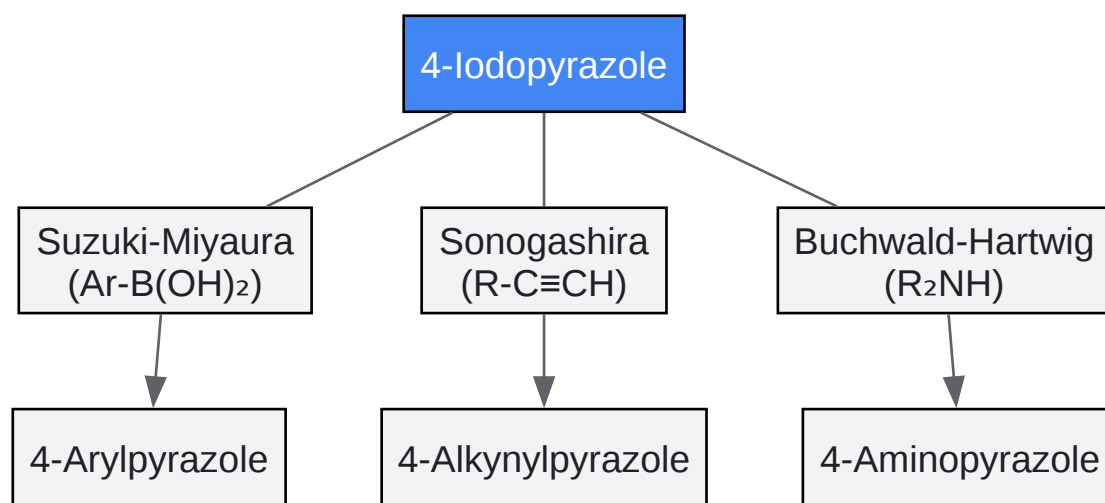 4-Iodopyrazole
Suzuki-Miyaura
(Ar-B(OH)₂)
Sonogashira
(R-C≡CH)
Buchwald-Hartwig
(R₂NH)
4-Arylpyrazole
4-Alkynylpyrazole
4-Aminopyrazole